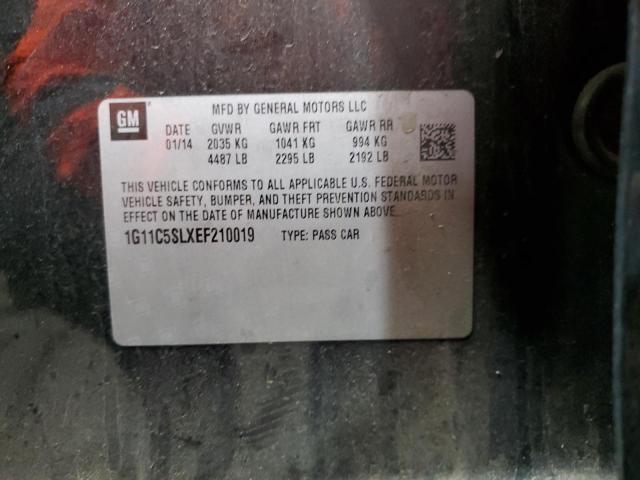 GM
MFD BY GENERAL MOTORS LLC
DATE GVWR GAWR FRT GAWR RR
01/14 2035 KG 1041 KG 994 KG
4487 LB 2295 LB 2192 LB
THIS VEHICLE CONFORMS TO ALL APPLICABLE U.S. FEDERAL MOTOR
VEHICLE SAFETY, BUMPER, AND THEFT PREVENTION STANDARDS IN
EFFECT ON THE DATE OF MANUFACTURE SHOWN ABOVE.
1G11C5SLXEF210019 TYPE: PASS CAR